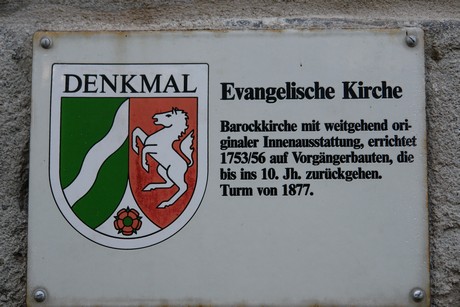 DENKMAL
Evangelische Kirche
Barockkirche mit weitgehend ori-
ginaler Innenausstattung, errichtet
1753/56 auf Vorgängerbauten, die
bis ins 10. Jh. zurückgehen.
Turm von 1877.